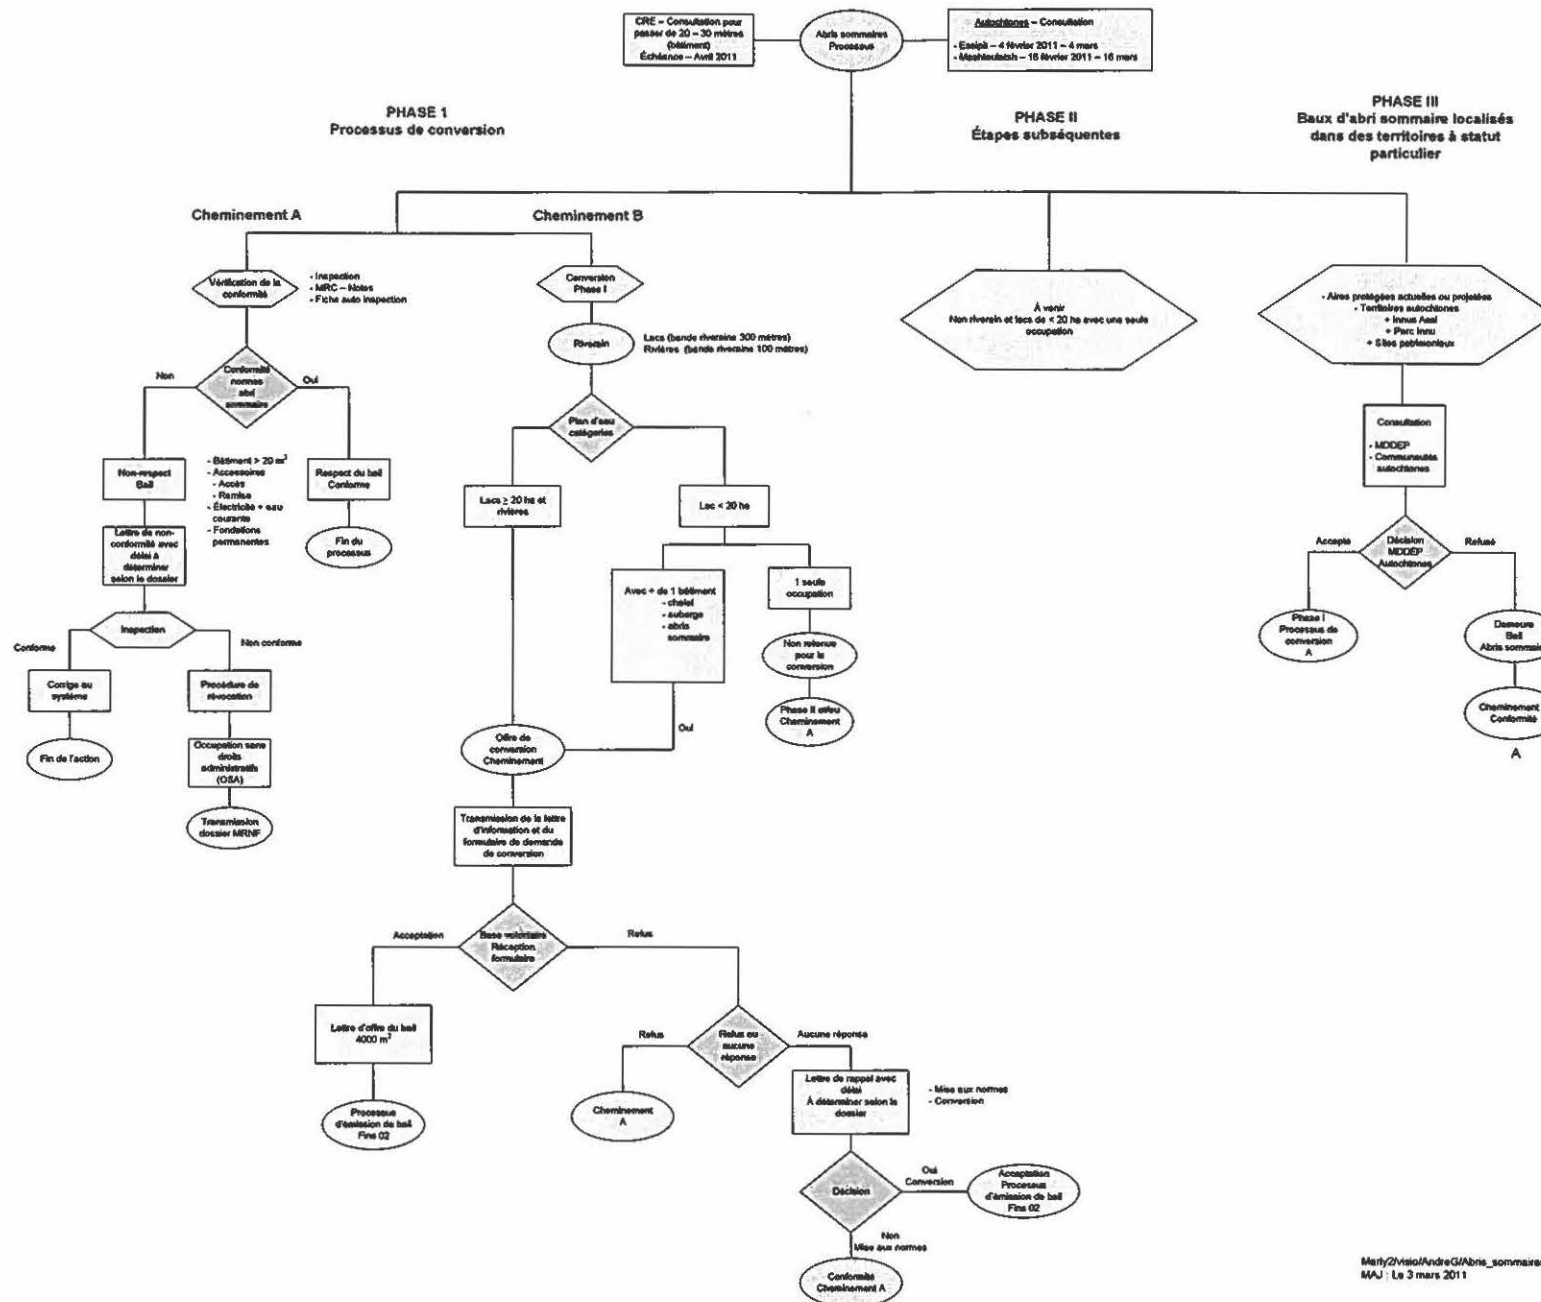 CRE – Consultation pour
passer de 20 – 30 mètres
(bâtiment)
Échéance – Avril 2011
Abris sommaires
Processus
Autochtones – Consultation
- Essipit – 4 février 2011 – 4 mars
- Mashteuiatsh – 16 février 2011 – 16 mars
PHASE 1
Processus de conversion
PHASE II
Étapes subséquentes
PHASE III
Baux d'abri sommaire localisés
dans des territoires à statut
particulier
Cheminement A
Cheminement B
Vérification de la
conformité
- Inspection
- MRC – Notes
- Fiche auto inspection
Conversion
Phase I
À venir
Non riverain et lacs de < 20 ha avec une seule
occupation
- Aires protégées actuelles ou projetées
- Territoires autochtones
+ Innus Assi
+ Parc Innu
+ Sites patrimoniaux
Riverain
Lacs (bande riveraine 300 mètres)
Rivières (bande riveraine 100 mètres)
Non
Conformité
normes
abri
sommaire
Oui
Plan d'eau
catégories
Consultation
- MDDEP
- Communautés
autochtones
Non-respect
Bail
- Bâtiment > 20 m²
- Accessoires
- Accès
- Remise
- Électricité + eau
courante
- Fondations
permanentes
Respect du bail
Conforme
Lacs ≥ 20 ha et
rivières
Lac < 20 ha
Lettre de non-
conformité avec
délai à
déterminer
selon le dossier
Fin du
processus
Accepte
Décision
MDDEP
Autochtones
Refusé
Avec + de 1 bâtiment
- chalet
- auberge
- abris
sommaire
1 seule
occupation
Inspection
Conforme
Non conforme
Non retenue
pour la
conversion
Phase I
Processus de
conversion
A
Demeure
Bail
Abris sommaire
Corrige au
système
Procédure de
révocation
Phase II et/ou
Cheminement
A
Oui
Cheminement
Conformité
A
Offre de
conversion
Cheminement
Fin de l'action
Occupation sans
droits
administratifs
(OSA)
Transmission
dossier MRNF
Transmission de la lettre
d'information et du
formulaire de demande
de conversion
Acceptation
Base volontaire
Réception
formulaire
Refus
Lettre d'offre du bail
4000 m²
Refus
Refus ou
aucune
réponse
Aucune réponse
Processus
d'émission de bail
Fins 02
Cheminement
A
Lettre de rappel avec
délai
À déterminer selon le
dossier
- Mise aux normes
- Conversion
Décision
Oui
Conversion
Acceptation
Processus
d'émission de bail
Fins 02
Non
Mise aux normes
Conformité
Cheminement A
Marty2/visio/AndreG/Abris_sommaires
MAJ : Le 3 mars 2011